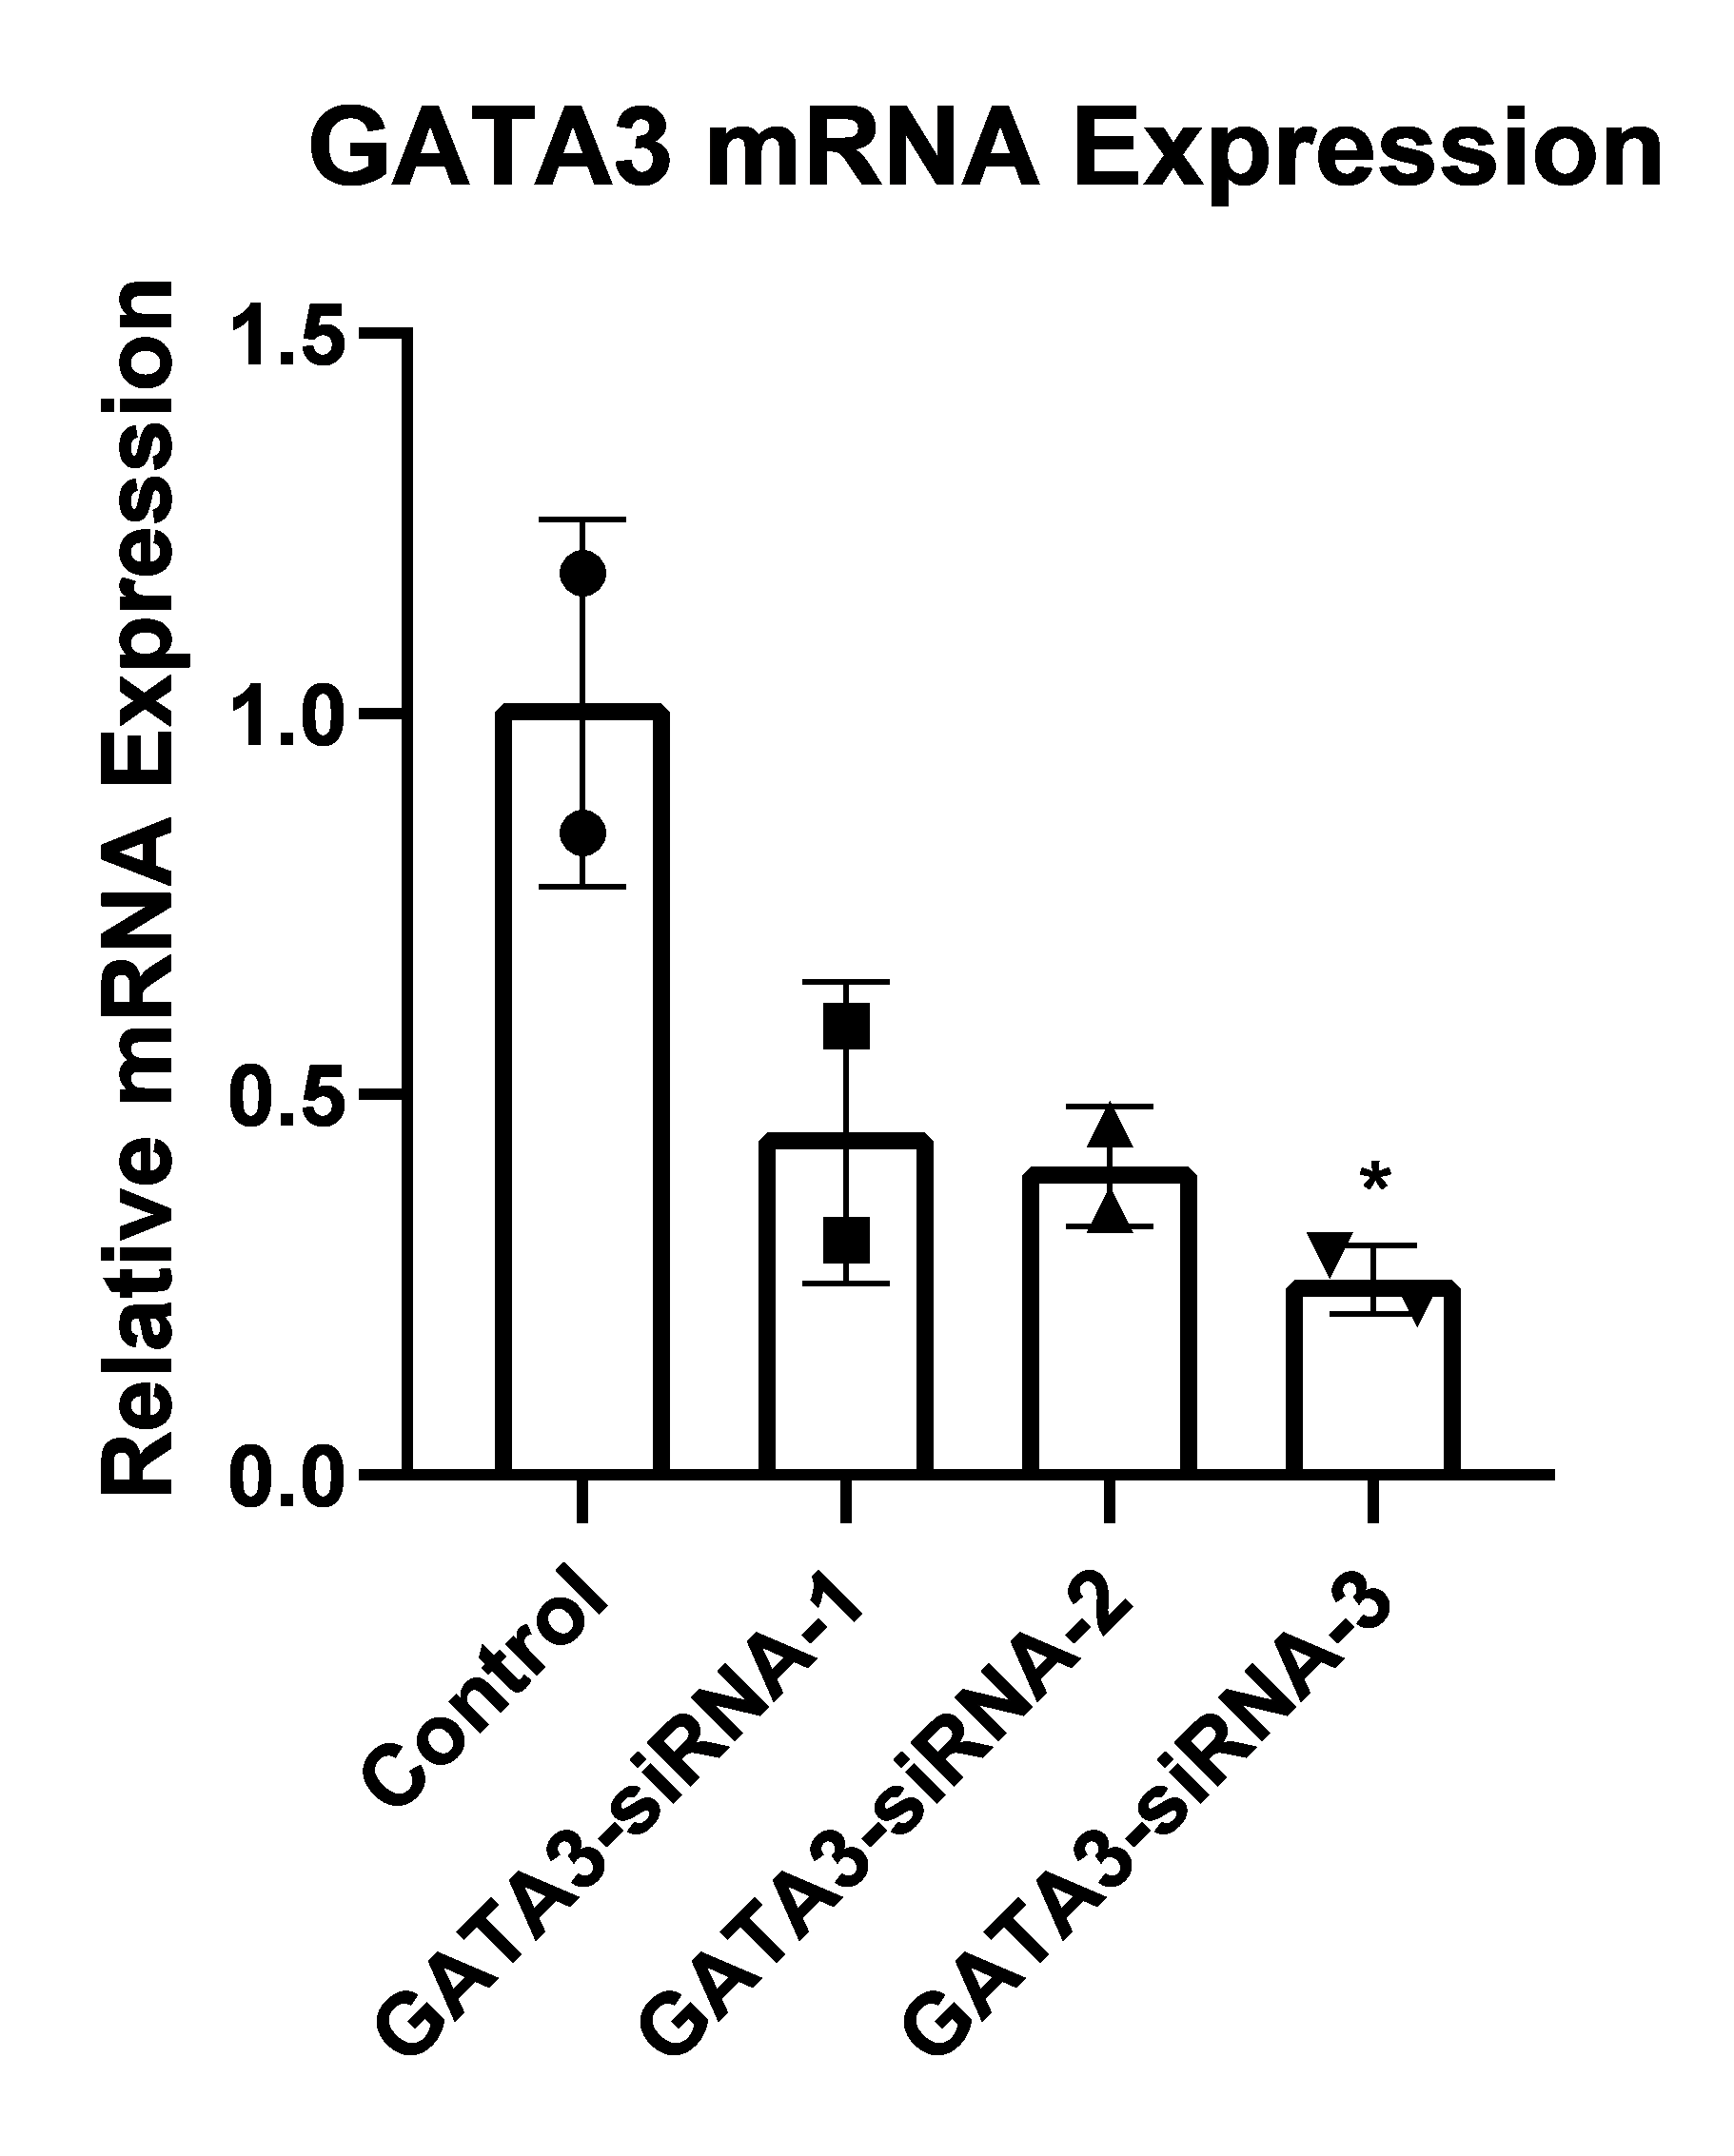 GATA3 mRNA Expression
Relative mRNA Expression
1.5
1.0
0.5
0.0
*
Control
GATA3-siRNA-1
GATA3-siRNA-2
GATA3-siRNA-3